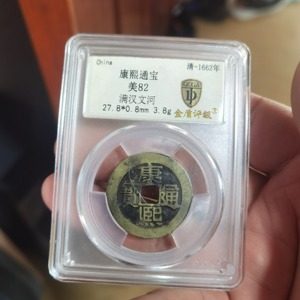 China
清-1662年
康熙通宝
美82
满汉文河
27.8*0.8mm 3.8g
金盾评级
康熙通寶